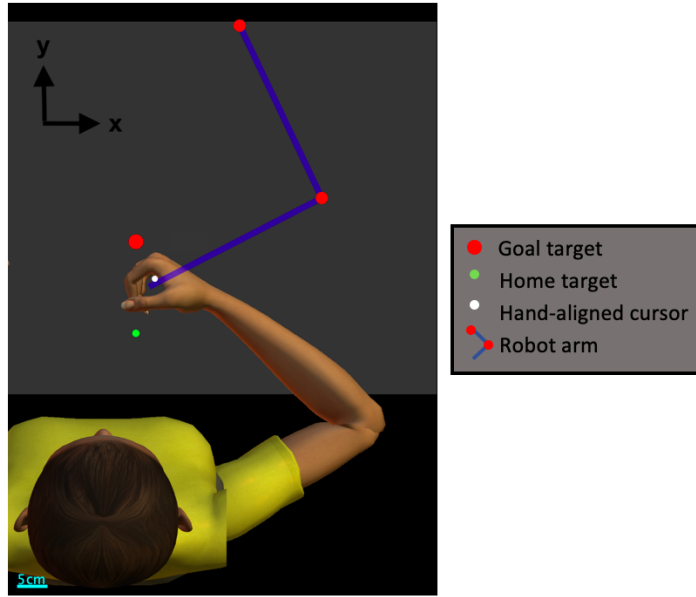 y
x
Goal target
Home target
Hand-aligned cursor
Robot arm
5cm